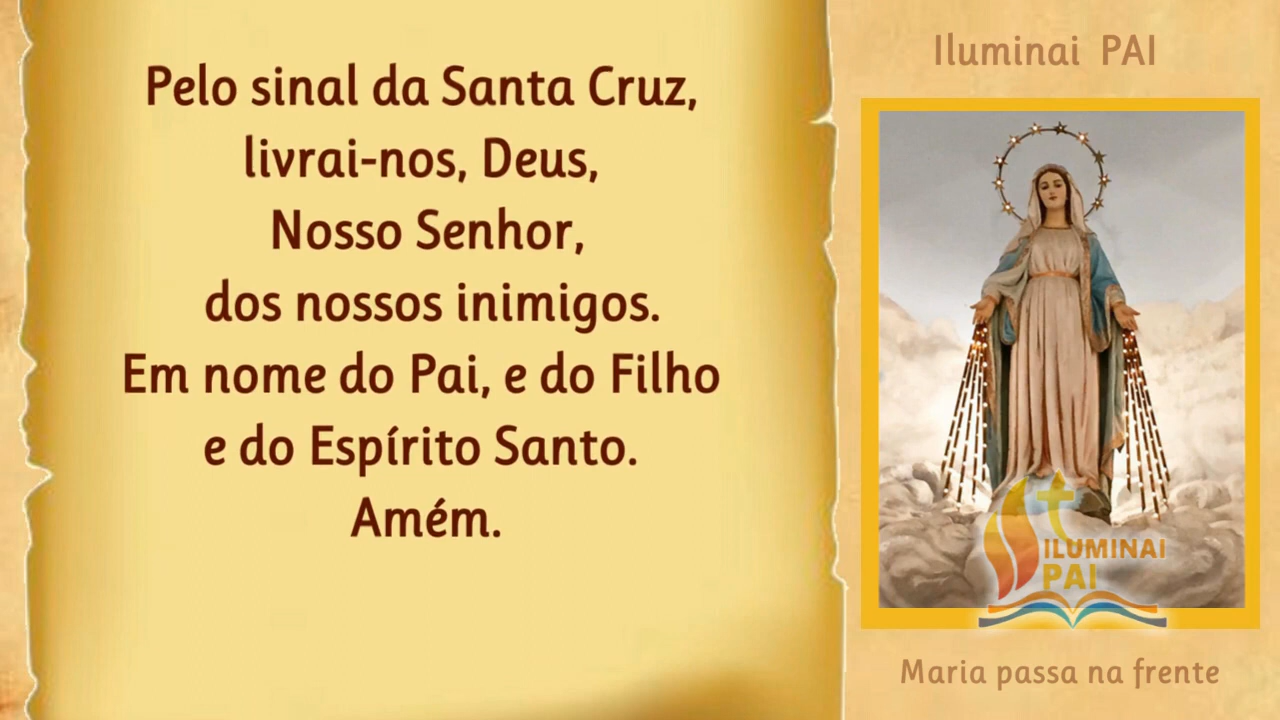 Pelo sinal da Santa Cruz,
livrai-nos, Deus,
Nosso Senhor,
dos nossos inimigos.
Em nome do Pai, e do Filho
e do Espírito Santo.
Amém.
Iluminai PAI
ILUMINAI
PAI
Maria passa na frente